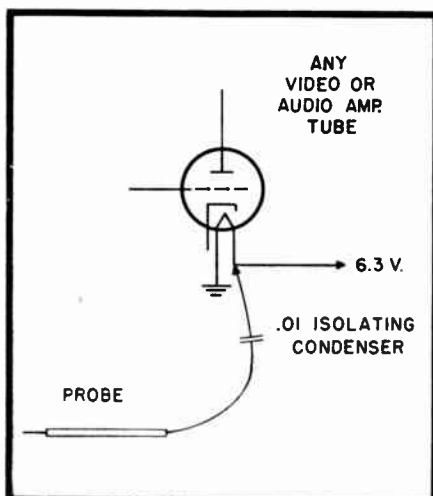 ANY
VIDEO OR
AUDIO AMP.
TUBE
6.3 V.
.01 ISOLATING
CONDENSER
PROBE